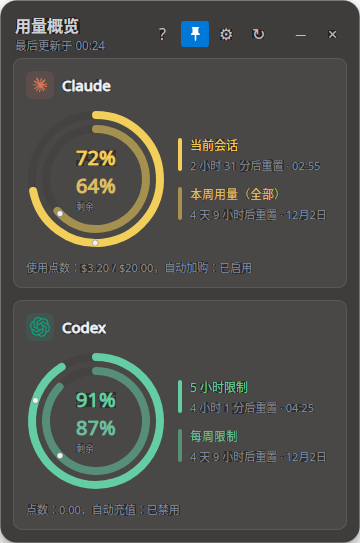 用量概览
最后更新于 00:24
Claude
72%
64%
剩余
当前会话
2 小时 31 分后重置 · 02:55
本周用量（全部）
4 天 9 小时后重置 · 12月2日
使用点数：$3.20 / $20.00，自动加购：已启用
Codex
91%
87%
剩余
5 小时限制
4 小时 1 分后重置 · 04:25
每周限制
4 天 9 小时后重置 · 12月2日
点数：0.00，自动充值：已禁用